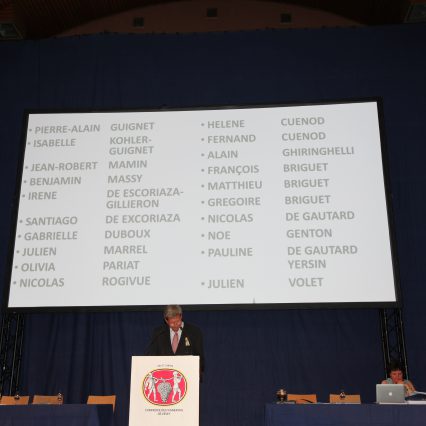 • PIERRE-ALAIN GUIGNET
• ISABELLE KOHLER-
GUIGNET
• JEAN-ROBERT MAMIN
• BENJAMIN MASSY
• IRENE DE ESCORIAZA-
GILLIERON
• SANTIAGO DE EXCORIAZA
• GABRIELLE DUBOUX
• JULIEN MARREL
• OLIVIA PARIAT
• NICOLAS ROGIVUE
• HELENE CUENOD
• FERNAND CUENOD
• ALAIN GHIRINGHELLI
• FRANÇOIS BRIGUET
• MATTHIEU BRIGUET
• GREGOIRE BRIGUET
• NICOLAS DE GAUTARD
• NOE GENTON
• PAULINE DE GAUTARD
YERSIN
• JULIEN VOLET